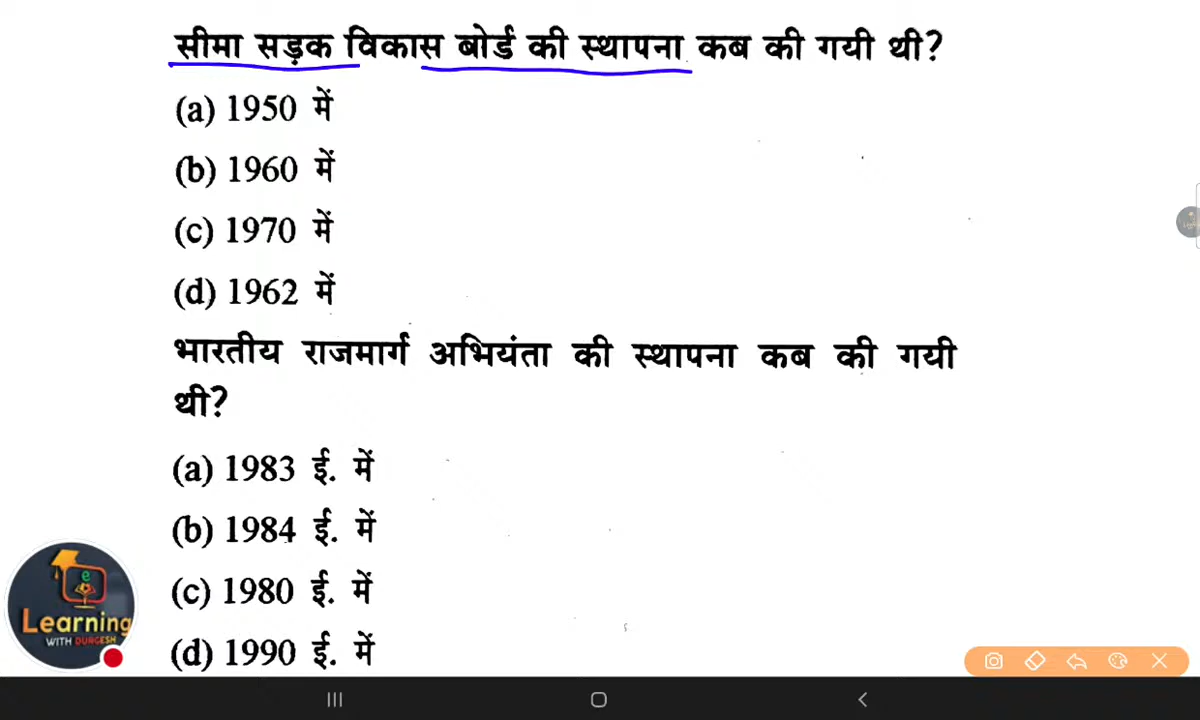 सीमा सड़क विकास बोर्ड की स्थापना कब की गयी थी?
(a) 1950 में
(b) 1960 में
(c) 1970 में
(d) 1962 में
भारतीय राजमार्ग अभियंता की स्थापना कब की गयी
थी?
(a) 1983 ई. में
(b) 1984 ई. में
(c) 1980 ई. में
(d) 1990 ई. में
e
Learning
WITH DURGESH